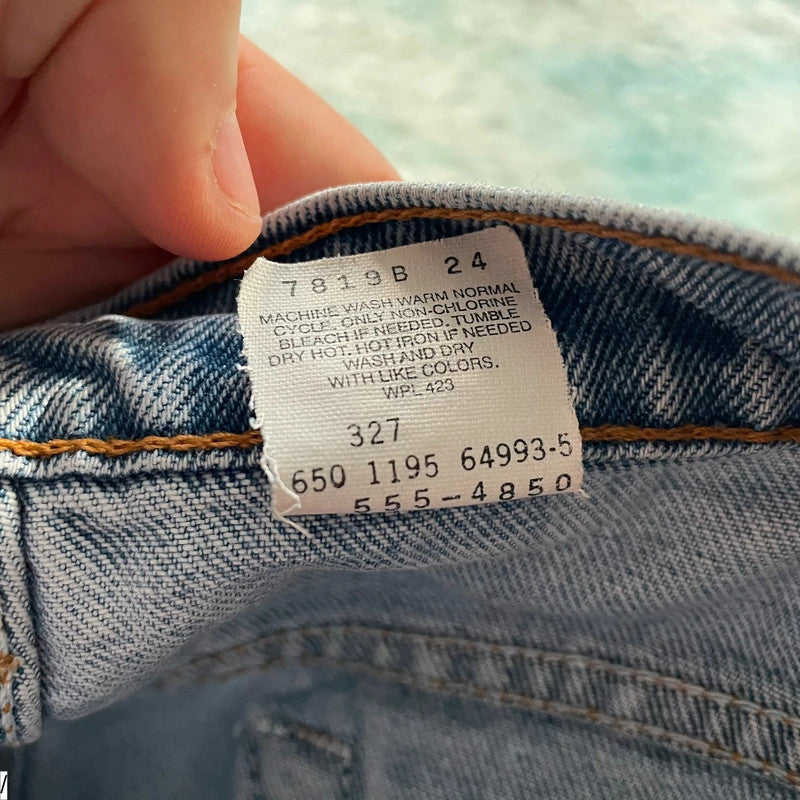 7819B 24
MACHINE WASH WARM NORMAL
CYCLE. ONLY NON-CHLORINE
BLEACH IF NEEDED. TUMBLE
DRY HOT. HOT IRON IF NEEDED
WASH AND DRY
WITH LIKE COLORS.
WPL 423
327
650 1195 64993-5
555-4850
/